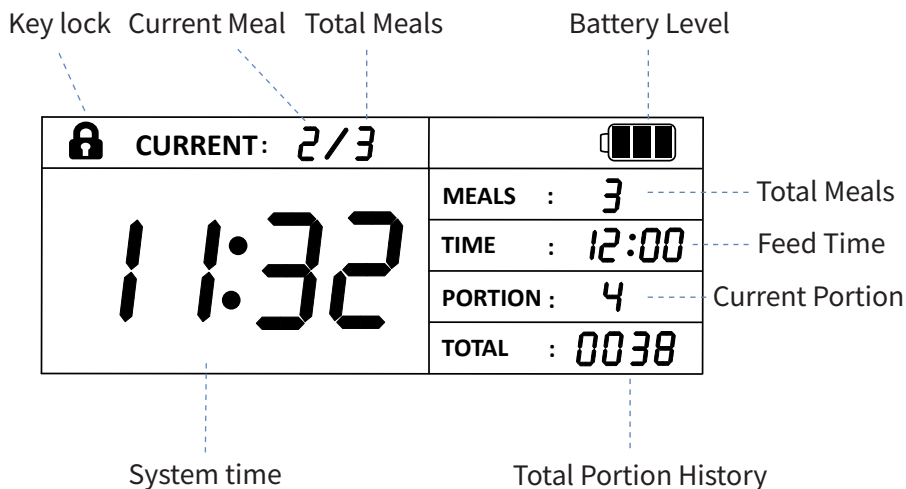 Key lock Current Meal Total Meals Battery Level
CURRENT: 2/3
MEALS : 3 Total Meals
11:32
TIME : 12:00 Feed Time
PORTION: 4 Current Portion
TOTAL : 0038
System time Total Portion History